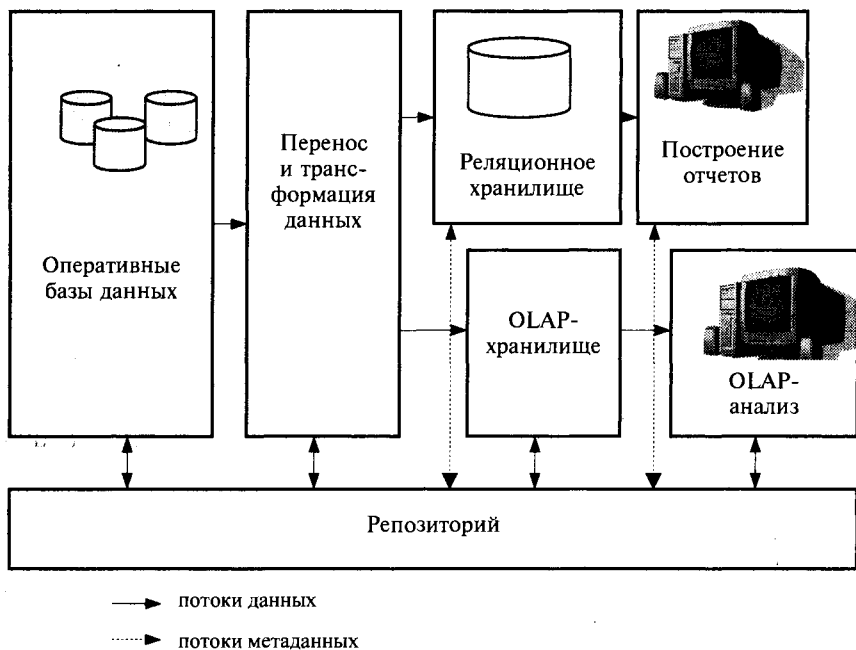 Оперативные
базы данных
Перенос
и транс-
формация
данных
Реляционное
хранилище
Построение
отчетов
OLAP-
хранилище
OLAP-
анализ
Репозиторий
потоки данных
потоки метаданных